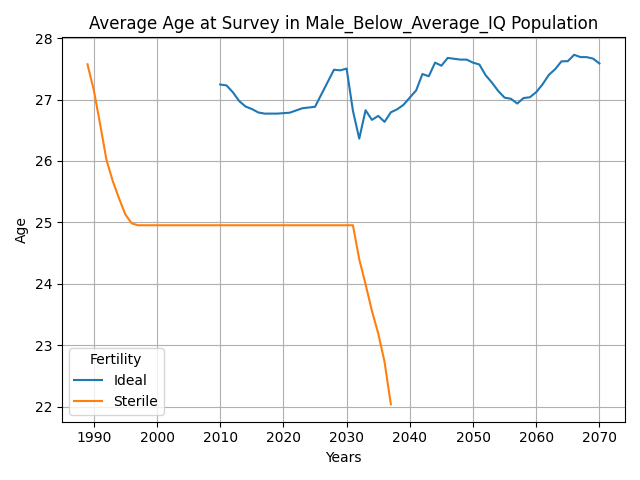 Average Age at Survey in Male_Below_Average_IQ Population
28
27
26
25
24
23
22
Age
Fertility
Ideal
Sterile
1990 2000 2010 2020 2030 2040 2050 2060 2070
Years